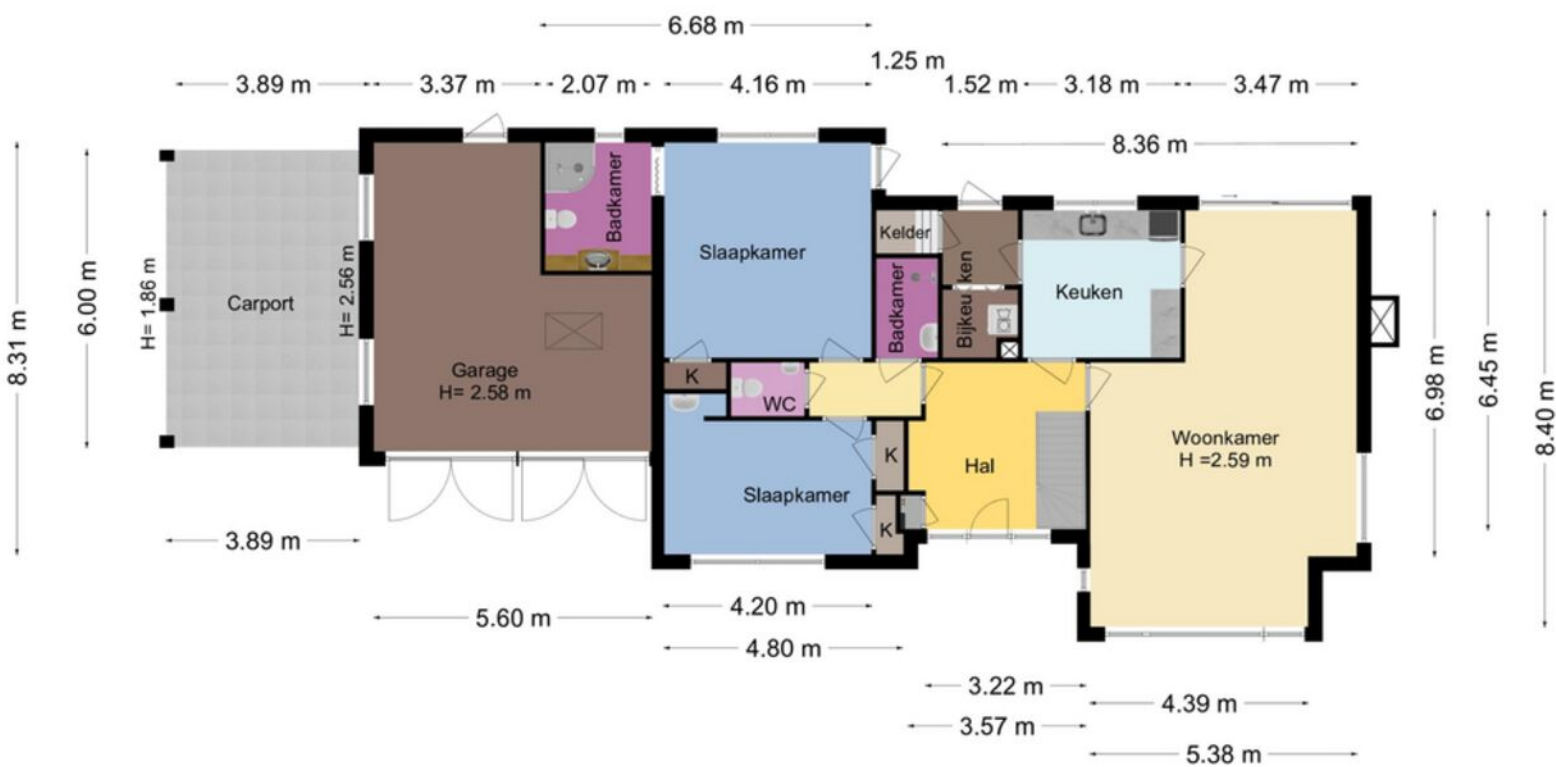 6.68 m
1.25 m
3.89 m
3.37 m
2.07 m
4.16 m
1.52 m
3.18 m
3.47 m
8.36 m
8.31 m
6.00 m
H= 1.86 m
Carport
H= 2.56 m
Garage
H= 2.58 m
Badkamer
Slaapkamer
Kelder
Badkamer
Bijkeuken
Keuken
K
WC
K
Hal
Slaapkamer
K
Woonkamer
H =2.59 m
6.98 m
6.45 m
8.40 m
3.89 m
5.60 m
4.20 m
4.80 m
3.22 m
3.57 m
4.39 m
5.38 m